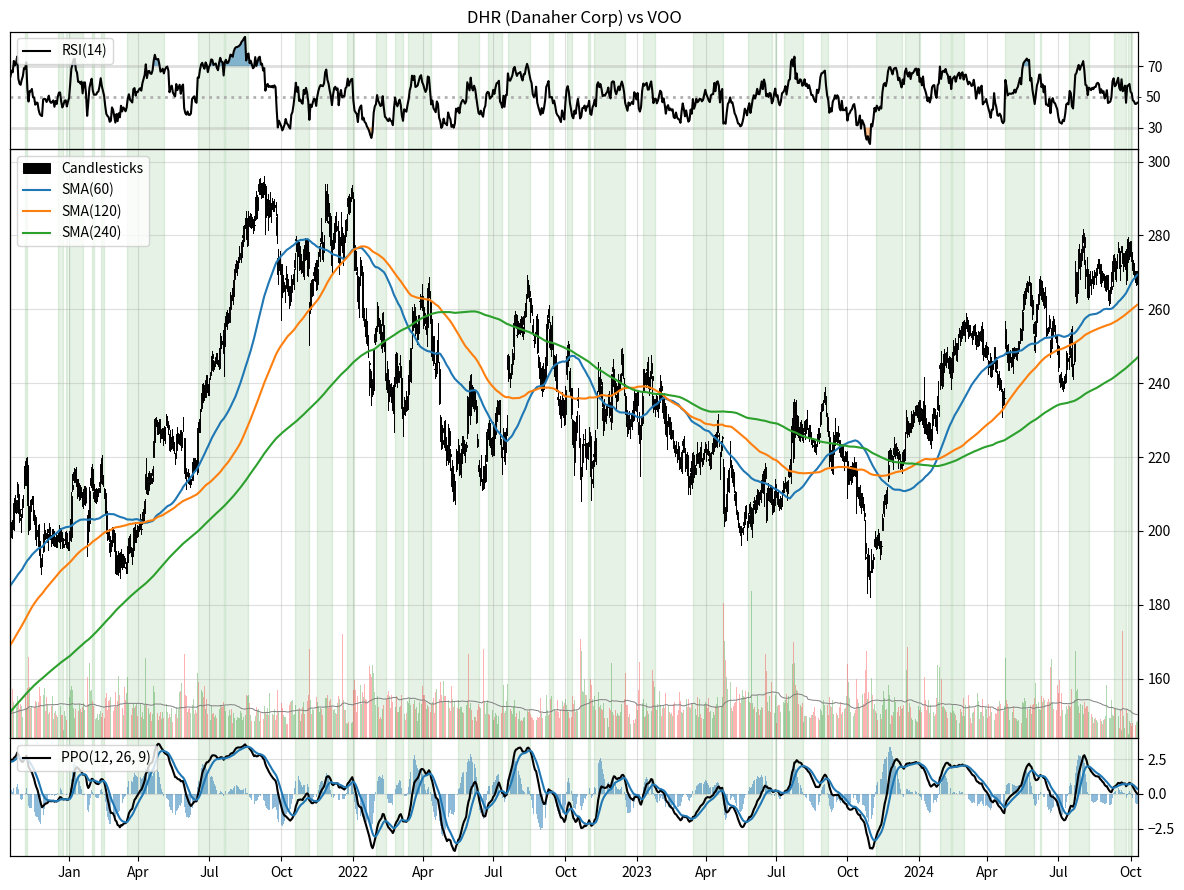 DHR (Danaher Corp) vs VOO
RSI(14)
70
50
30
Candlesticks
SMA(60)
SMA(120)
SMA(240)
300
280
260
240
220
200
180
160
PPO(12, 26, 9)
2.5
0.0
−2.5
Jan Apr Jul Oct 2022 Apr Jul Oct 2023 Apr Jul Oct 2024 Apr Jul Oct